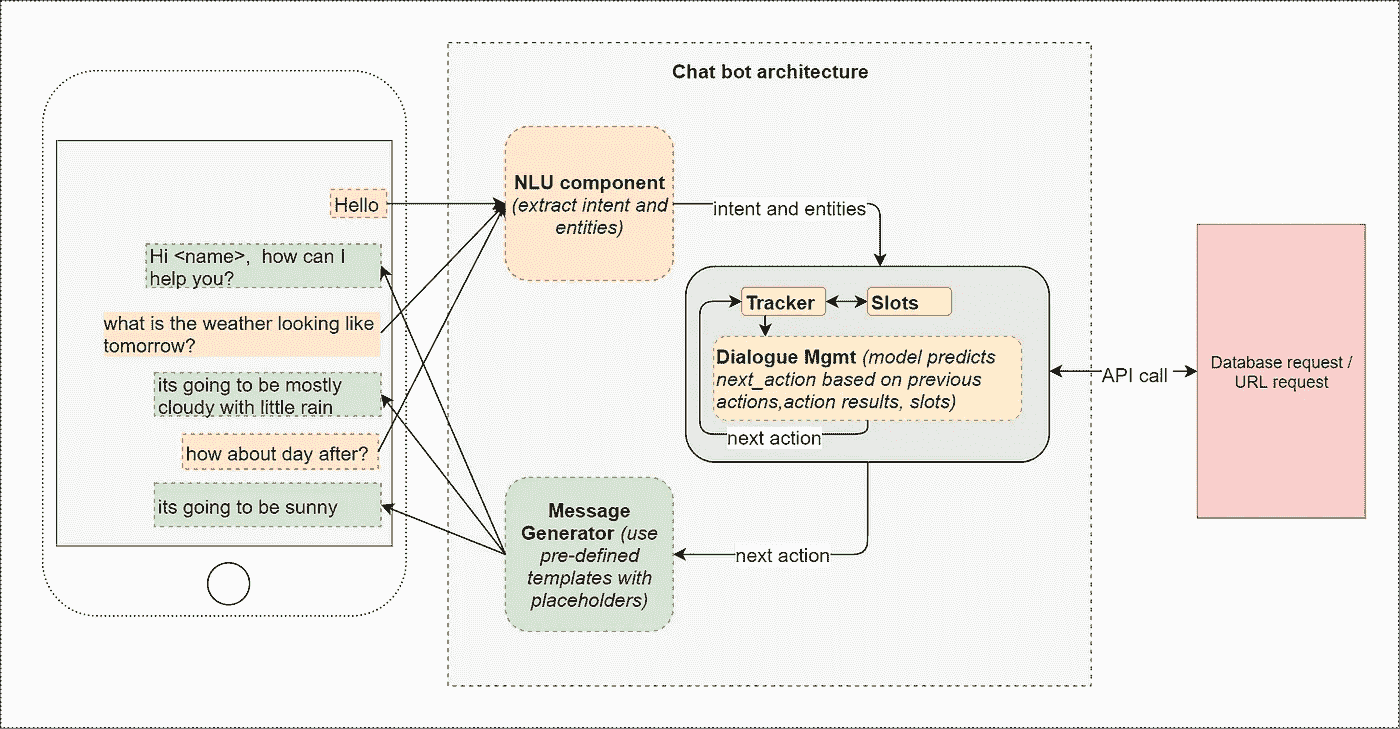 Chat bot architecture
Hello
Hi <name>, how can I
help you?
what is the weather looking like
tomorrow?
its going to be mostly
cloudy with little rain
how about day after?
its going to be sunny
NLU component
(extract intent and
entities)
intent and entities
Tracker
Slots
Dialogue Mgmt (model predicts
next_action based on previous
actions,action results, slots)
next action
API call
Database request /
URL request
Message
Generator (use
pre-defined
templates with
placeholders)
next action